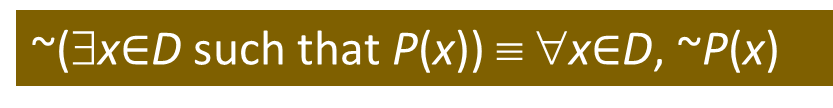 ~(∃x∈D such that P(x)) ≡ ∀x∈D, ~P(x)